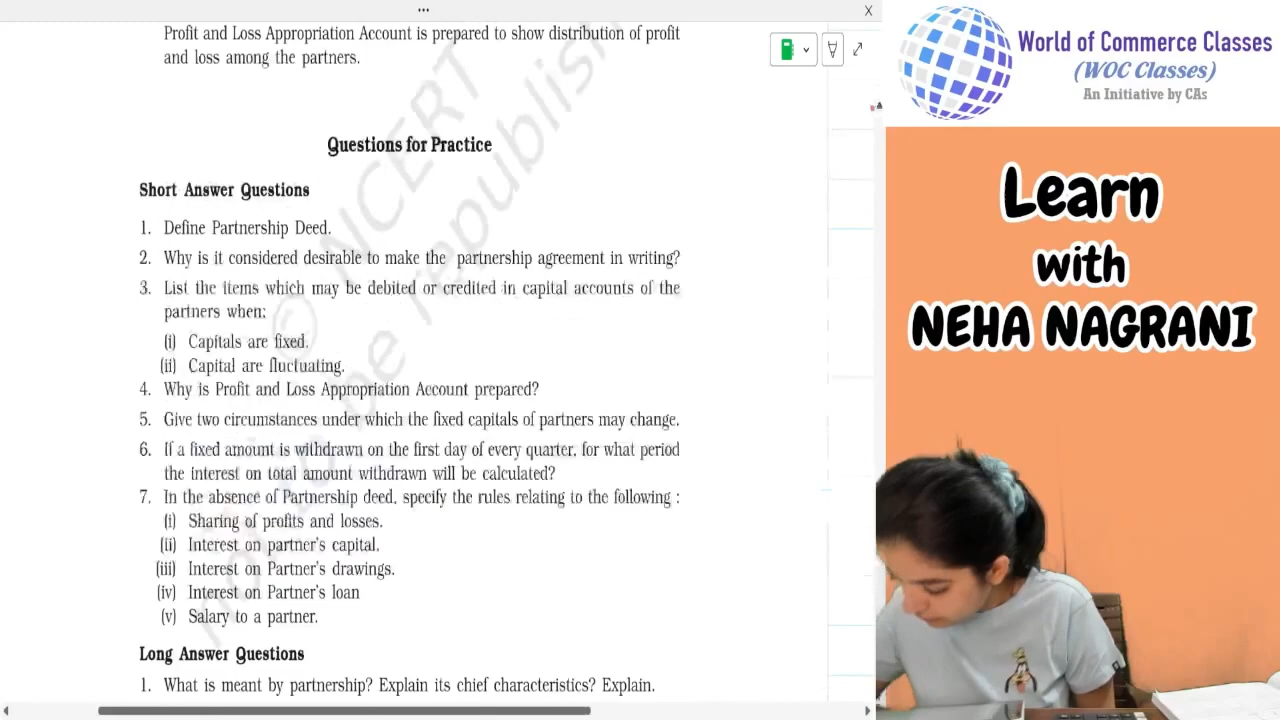 Profit and Loss Appropriation Account is prepared to show distribution of profit
and loss among the partners.
Questions for Practice
Short Answer Questions
1. Define Partnership Deed.
2. Why is it considered desirable to make the partnership agreement in writing?
3. List the items which may be debited or credited in capital accounts of the
partners when:
(i) Capitals are fixed.
(ii) Capital are fluctuating.
4. Why is Profit and Loss Appropriation Account prepared?
5. Give two circumstances under which the fixed capitals of partners may change.
6. If a fixed amount is withdrawn on the first day of every quarter, for what period
the interest on total amount withdrawn will be calculated?
7. In the absence of Partnership deed, specify the rules relating to the following :
(i) Sharing of profits and losses.
(ii) Interest on partner's capital.
(iii) Interest on Partner's drawings.
(iv) Interest on Partner's loan
(v) Salary to a partner.
Long Answer Questions
1. What is meant by partnership? Explain its chief characteristics? Explain.
© NCERT
not to be republish
World of Commerce Classes
(WOC Classes)
An Initiative by CAs
Learn
with
NEHA NAGRANI